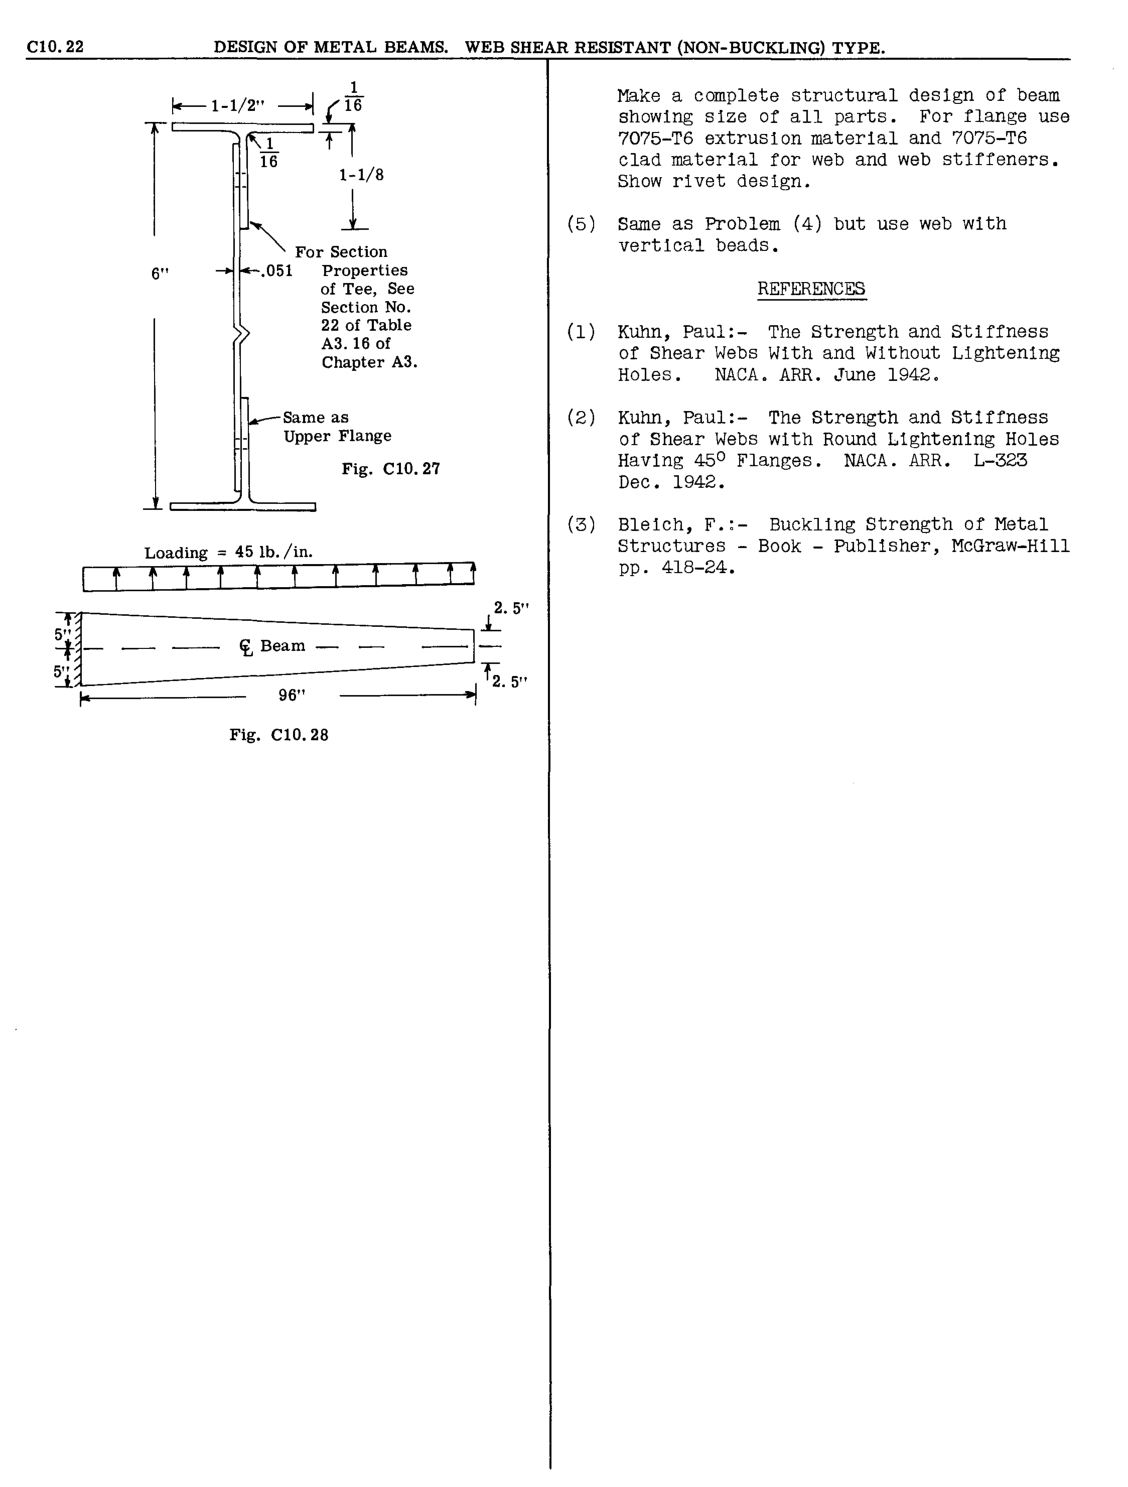 C10.22 DESIGN OF METAL BEAMS. WEB SHEAR RESISTANT (NON-BUCKLING) TYPE.
1-1/2"
1/16
1/16
1-1/8
For Section
6"
.051
Properties
of Tee, See
Section No.
22 of Table
A3.16 of
Chapter A3.
Same as
Upper Flange
Fig. C10.27
Loading = 45 lb./in.
2.5"
5"
℄ Beam
5"
2.5"
96"
Fig. C10.28
Make a complete structural design of beam
showing size of all parts. For flange use
7075-T6 extrusion material and 7075-T6
clad material for web and web stiffeners.
Show rivet design.
(5) Same as Problem (4) but use web with
vertical beads.
REFERENCES
(1) Kuhn, Paul:- The Strength and Stiffness
of Shear Webs With and Without Lightening
Holes. NACA. ARR. June 1942.
(2) Kuhn, Paul:- The Strength and Stiffness
of Shear Webs with Round Lightening Holes
Having 45° Flanges. NACA. ARR. L-323
Dec. 1942.
(3) Bleich, F.:- Buckling Strength of Metal
Structures - Book - Publisher, McGraw-Hill
pp. 418-24.